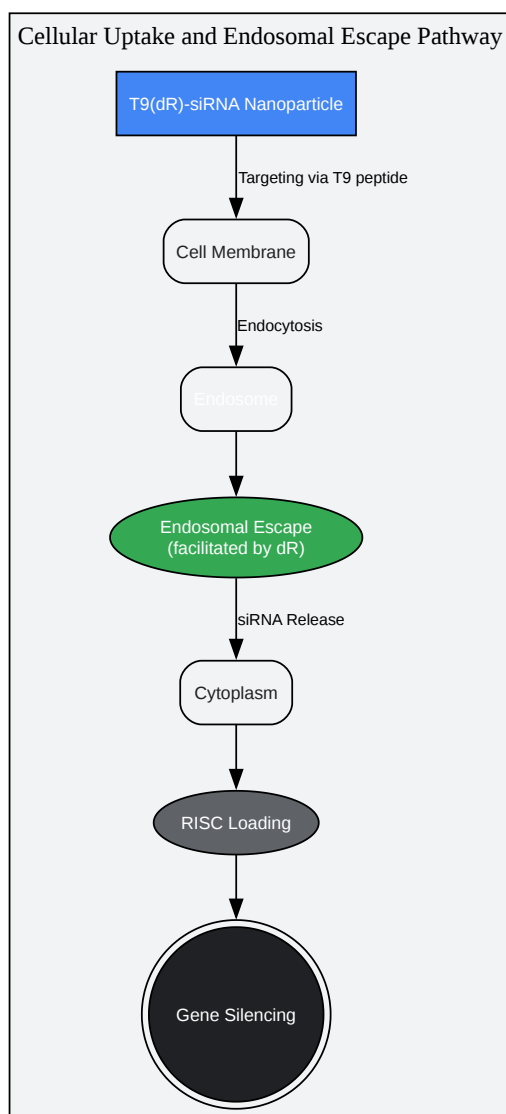 Cellular Uptake and Endosomal Escape Pathway
T9(dR)-siRNA Nanoparticle
Targeting via T9 peptide
Cell Membrane
Endocytosis
Endosome
Endosomal Escape
(facilitated by dR)
siRNA Release
Cytoplasm
RISC Loading
Gene Silencing